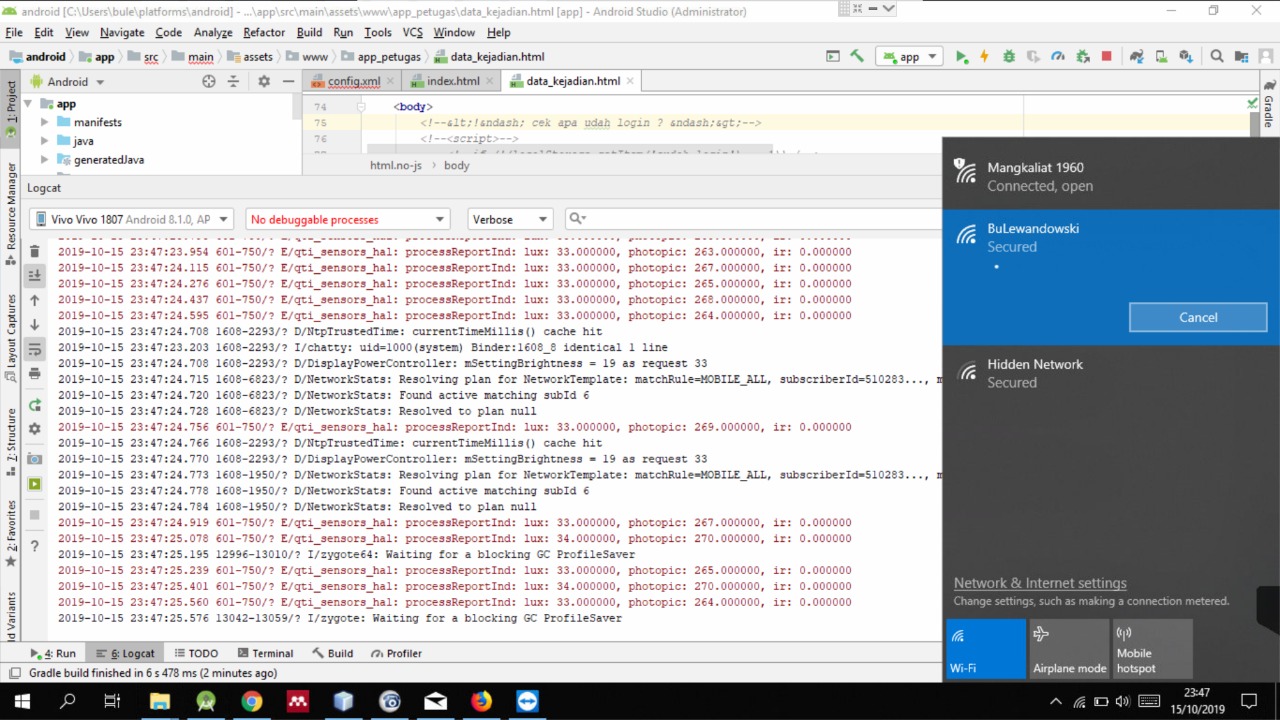 android [C:\Users\bule\platforms\android] - ...\app\src\main\assets\www\app_petugas\data_kejadian.html [app] - Android Studio (Administrator)
File Edit View Navigate Code Analyze Refactor Build Run Tools VCS Window Help
android app src main assets www app_petugas data_kejadian.html app
Android config.xml index.html data_kejadian.html
1: Project
Resource Manager
Layout Captures
7: Structure
2: Favorites
Gradle
app
manifests
java
generatedJava
74 <body>
75 <!--&lt;!&ndash; cek apa udah login ? &ndash;&gt;-->
76 <!--<script>-->
html.no-js body
Logcat
Vivo Vivo 1807 Android 8.1.0, AP No debuggable processes Verbose
2019-10-15 23:47:23.954 601-750/? E/qti_sensors_hal: processReportInd: lux: 33.000000, photopic: 263.000000, ir: 0.000000
2019-10-15 23:47:24.115 601-750/? E/qti_sensors_hal: processReportInd: lux: 33.000000, photopic: 267.000000, ir: 0.000000
2019-10-15 23:47:24.276 601-750/? E/qti_sensors_hal: processReportInd: lux: 33.000000, photopic: 265.000000, ir: 0.000000
2019-10-15 23:47:24.437 601-750/? E/qti_sensors_hal: processReportInd: lux: 33.000000, photopic: 268.000000, ir: 0.000000
2019-10-15 23:47:24.595 601-750/? E/qti_sensors_hal: processReportInd: lux: 33.000000, photopic: 264.000000, ir: 0.000000
2019-10-15 23:47:24.708 1608-2293/? D/NtpTrustedTime: currentTimeMillis() cache hit
2019-10-15 23:47:23.203 1608-2293/? I/chatty: uid=1000(system) Binder:1608_8 identical 1 line
2019-10-15 23:47:24.708 1608-2293/? D/DisplayPowerController: mSettingBrightness = 19 as request 33
2019-10-15 23:47:24.715 1608-6823/? D/NetworkStats: Resolving plan for NetworkTemplate: matchRule=MOBILE_ALL, subscriberId=510283..., m
2019-10-15 23:47:24.720 1608-6823/? D/NetworkStats: Found active matching subId 6
2019-10-15 23:47:24.728 1608-6823/? D/NetworkStats: Resolved to plan null
2019-10-15 23:47:24.756 601-750/? E/qti_sensors_hal: processReportInd: lux: 33.000000, photopic: 269.000000, ir: 0.000000
2019-10-15 23:47:24.766 1608-2293/? D/NtpTrustedTime: currentTimeMillis() cache hit
2019-10-15 23:47:24.770 1608-2293/? D/DisplayPowerController: mSettingBrightness = 19 as request 33
2019-10-15 23:47:24.773 1608-1950/? D/NetworkStats: Resolving plan for NetworkTemplate: matchRule=MOBILE_ALL, subscriberId=510283..., m
2019-10-15 23:47:24.778 1608-1950/? D/NetworkStats: Found active matching subId 6
2019-10-15 23:47:24.784 1608-1950/? D/NetworkStats: Resolved to plan null
2019-10-15 23:47:24.919 601-750/? E/qti_sensors_hal: processReportInd: lux: 33.000000, photopic: 267.000000, ir: 0.000000
2019-10-15 23:47:25.078 601-750/? E/qti_sensors_hal: processReportInd: lux: 34.000000, photopic: 270.000000, ir: 0.000000
2019-10-15 23:47:25.195 12996-13010/? I/zygote64: Waiting for a blocking GC ProfileSaver
2019-10-15 23:47:25.239 601-750/? E/qti_sensors_hal: processReportInd: lux: 33.000000, photopic: 265.000000, ir: 0.000000
2019-10-15 23:47:25.401 601-750/? E/qti_sensors_hal: processReportInd: lux: 34.000000, photopic: 270.000000, ir: 0.000000
2019-10-15 23:47:25.560 601-750/? E/qti_sensors_hal: processReportInd: lux: 33.000000, photopic: 264.000000, ir: 0.000000
2019-10-15 23:47:25.576 13042-13059/? I/zygote: Waiting for a blocking GC ProfileSaver
Mangkaliat 1960
Connected, open
BuLewandowski
Secured
Cancel
Hidden Network
Secured
Network & Internet settings
Change settings, such as making a connection metered.
Wi-Fi
Airplane mode
Mobile
hotspot
4: Run 6: Logcat TODO Terminal Build Profiler
Gradle build finished in 6 s 478 ms (2 minutes ago)
23:47
15/10/2019